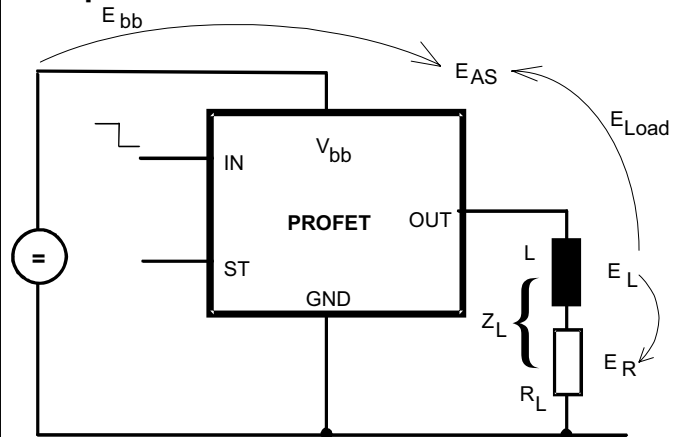 E bb
E AS
E Load
V bb
IN
PROFET
OUT
ST
GND
L
E L
Z L
E R
R L
=